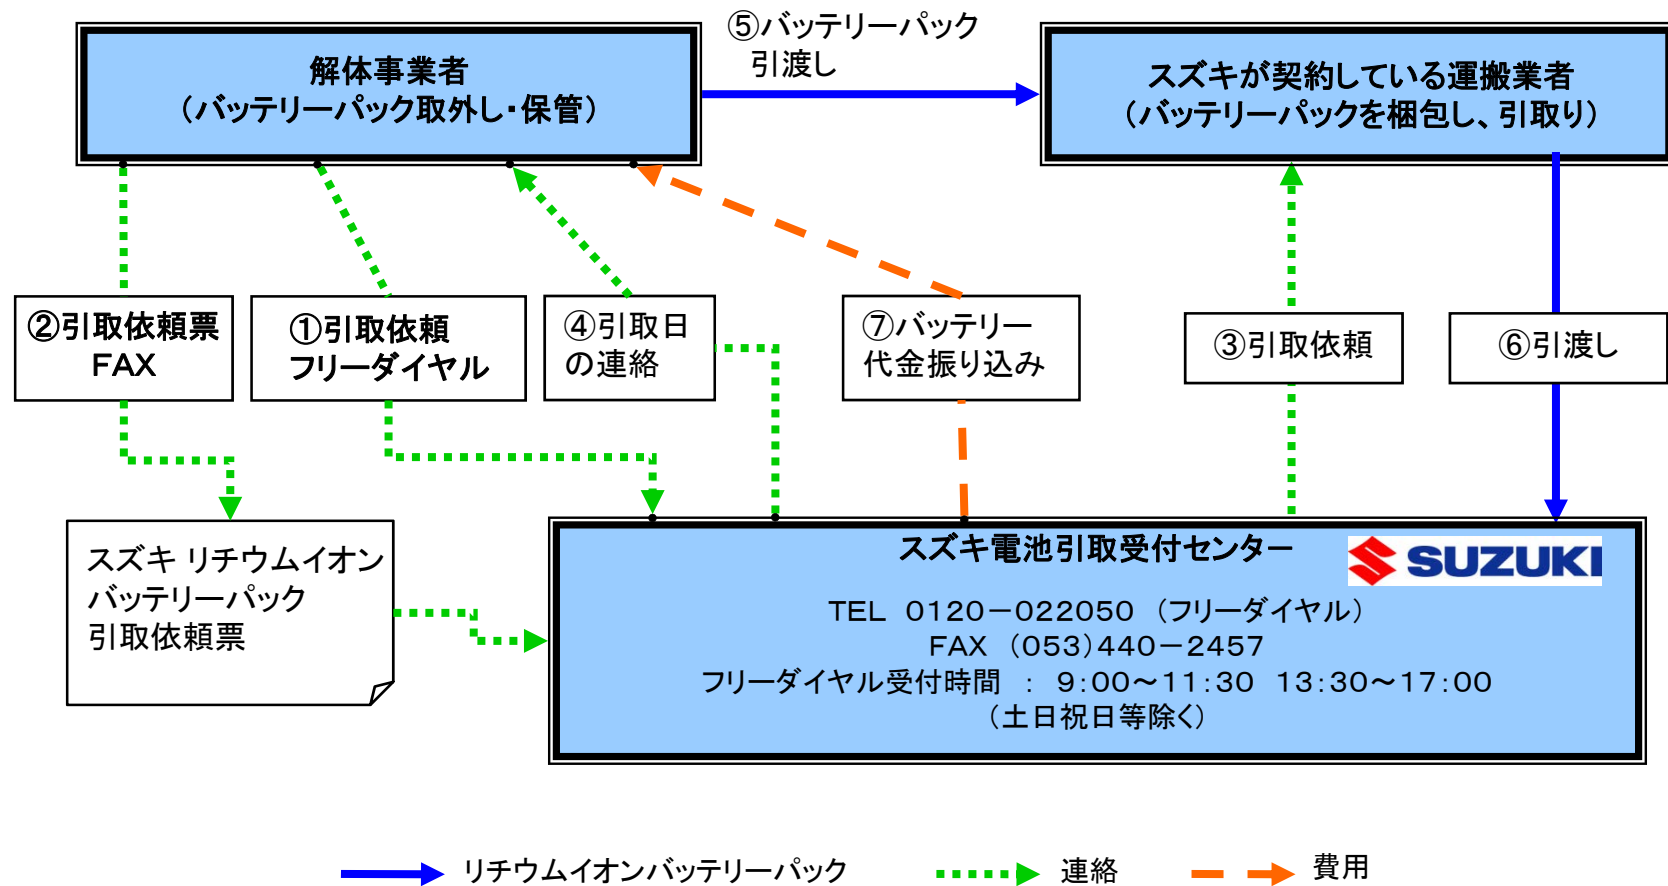 ⑤バッテリーパック
引渡し
解体事業者
（バッテリーパック取外し・保管）
スズキが契約している運搬業者
（バッテリーパックを梱包し、引取り）
②引取依頼票
FAX
①引取依頼
フリーダイヤル
④引取日
の連絡
⑦バッテリー
代金振り込み
③引取依頼
⑥引渡し
スズキ リチウムイオン
バッテリーパック
引取依頼票
スズキ電池引取受付センター
SUZUKI
TEL 0120－022050 （フリーダイヤル）
FAX （053）440－2457
フリーダイヤル受付時間 ： 9：00～11：30 13：30～17：00
（土日祝日等除く）
リチウムイオンバッテリーパック
連絡
費用